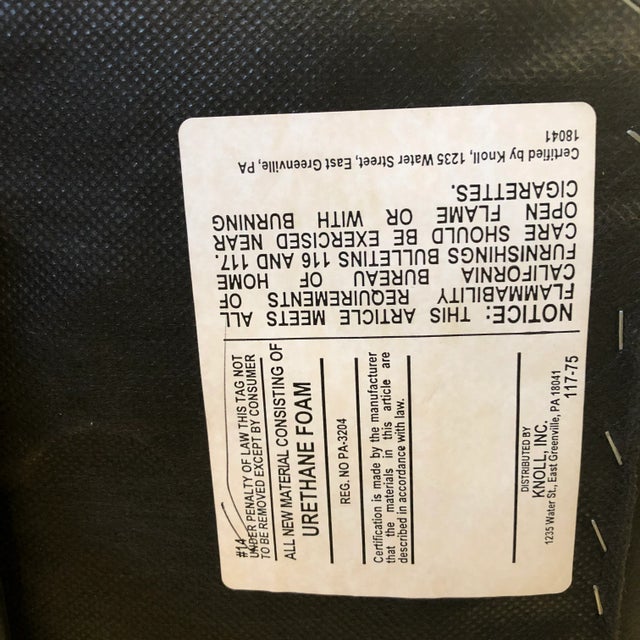 #14
UNDER PENALTY OF LAW THIS TAG NOT
TO BE REMOVED EXCEPT BY CONSUMER
ALL NEW MATERIAL CONSISTING OF
URETHANE FOAM
REG. NO PA-3204
Certification is made by the manufacturer
that the materials in this article are
described in accordance with law.
DISTRIBUTED BY
KNOLL, INC.
1235 Water St., East Greenville, PA 18041
117-75
NOTICE: THIS ARTICLE MEETS ALL
FLAMMABILITY REQUIREMENTS OF
CALIFORNIA BUREAU OF HOME
FURNISHINGS BULLETINS 116 AND 117.
CARE SHOULD BE EXERCISED NEAR
OPEN FLAME OR WITH BURNING
CIGARETTES.
Certified by Knoll, 1235 Water Street, East Greenville, PA
18041